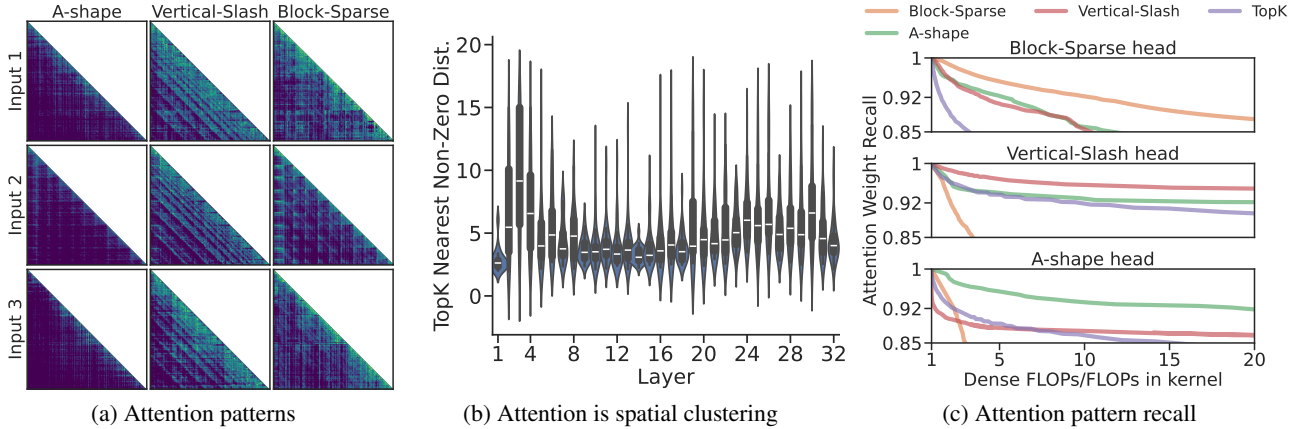 A-shape Vertical-Slash Block-Sparse
Input 1
Input 2
Input 3
(a) Attention patterns
TopK Nearest Non-Zero Dist.
20
15
10
5
0
1 4 8 12 16 20 24 28 32
Layer
(b) Attention is spatial clustering
Block-Sparse Vertical-Slash TopK
A-shape
Attention Weight Recall
Block-Sparse head
1
0.92
0.85
Vertical-Slash head
1
0.92
0.85
A-shape head
1
0.92
0.85
1 5 10 15 20
Dense FLOPs/FLOPs in kernel
(c) Attention pattern recall